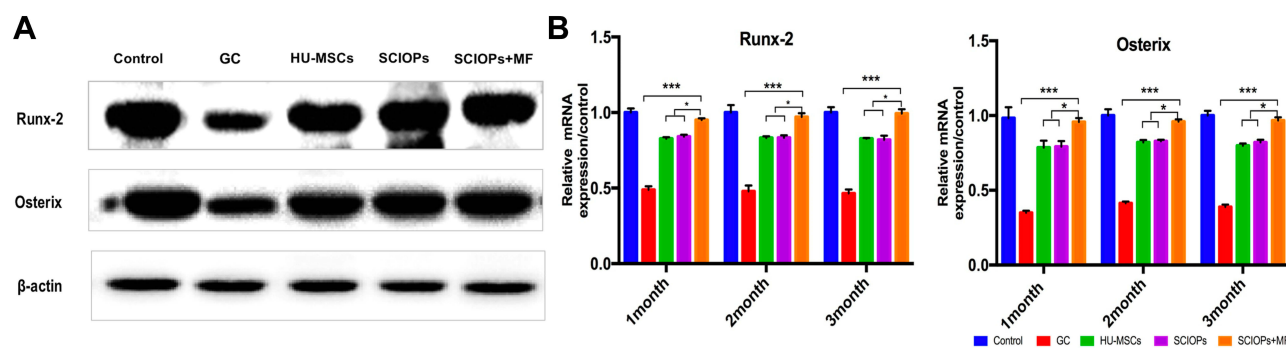 A
Control GC HU-MSCs SCIOPs SCIOPs+MF
Runx-2
Osterix
β-actin
B
Runx-2
Relative mRNA
expression/control
1.5
1.0
0.5
0.0
***
*
***
*
***
*
1month 2month 3month
Osterix
Relative mRNA
expression/control
1.5
1.0
0.5
0.0
***
*
***
*
***
*
1month 2month 3month
Control GC HU-MSCs SCIOPs SCIOPs+MF